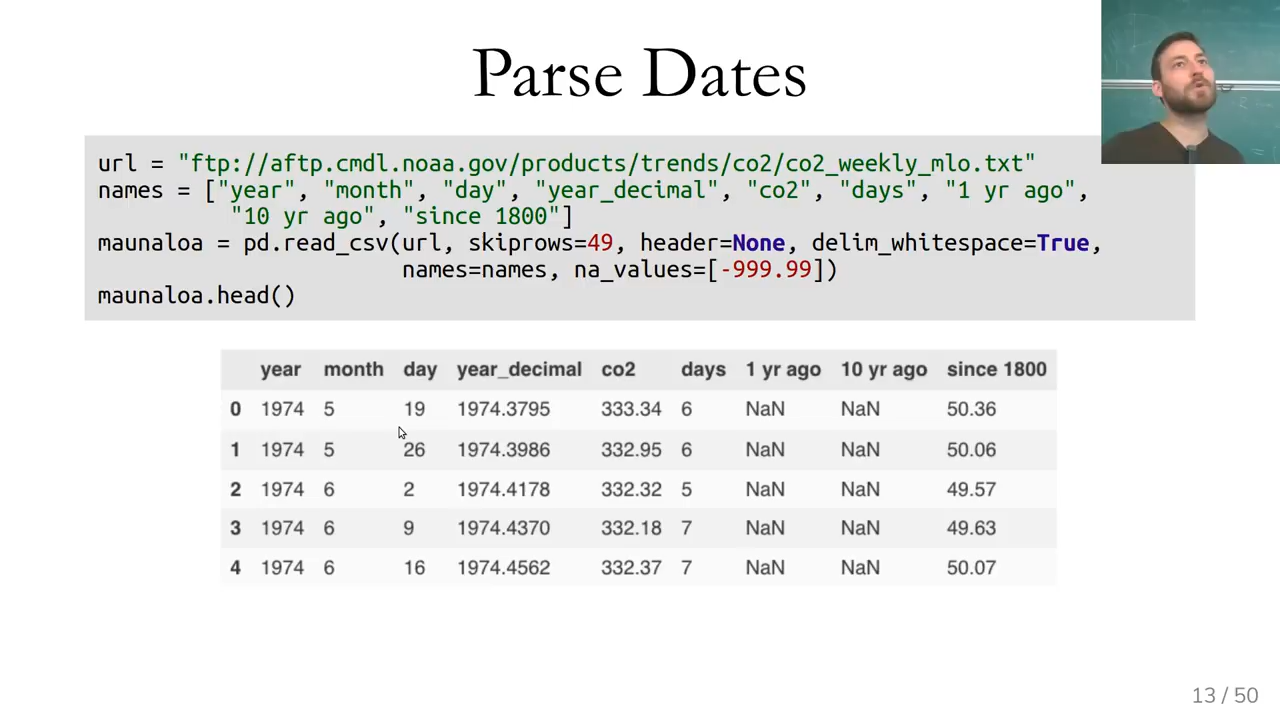 Parse Dates
url = "ftp://aftp.cmdl.noaa.gov/products/trends/co2/co2_weekly_mlo.txt"
names = ["year", "month", "day", "year_decimal", "co2", "days", "1 yr ago",
"10 yr ago", "since 1800"]
maunaloa = pd.read_csv(url, skiprows=49, header=None, delim_whitespace=True,
names=names, na_values=[-999.99])
maunaloa.head()
year month day year_decimal co2 days 1 yr ago 10 yr ago since 1800
0 1974 5 19 1974.3795 333.34 6 NaN NaN 50.36
1 1974 5 26 1974.3986 332.95 6 NaN NaN 50.06
2 1974 6 2 1974.4178 332.32 5 NaN NaN 49.57
3 1974 6 9 1974.4370 332.18 7 NaN NaN 49.63
4 1974 6 16 1974.4562 332.37 7 NaN NaN 50.07
13 / 50